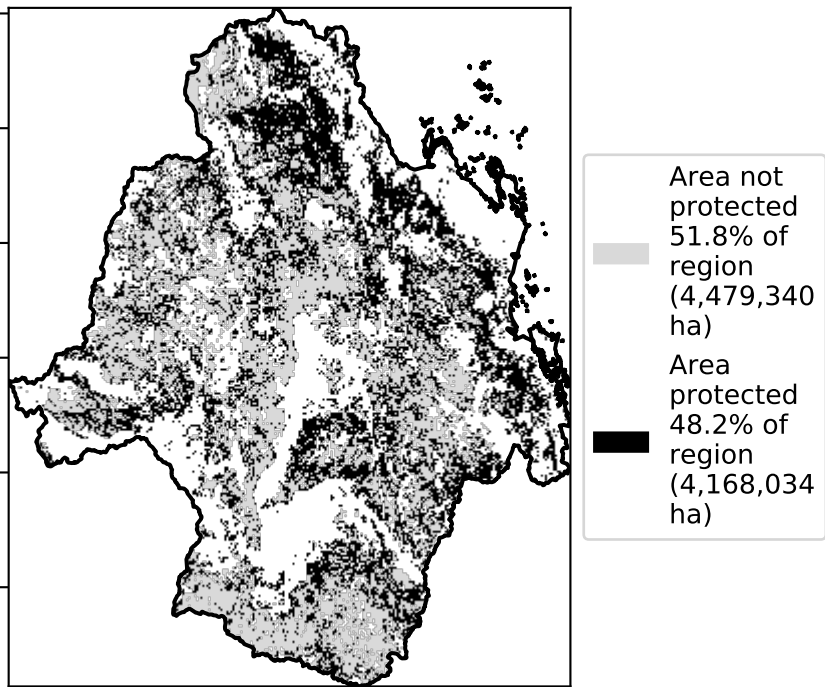 Area not
protected
51.8% of
region
(4,479,340
ha)
Area
protected
48.2% of
region
(4,168,034
ha)